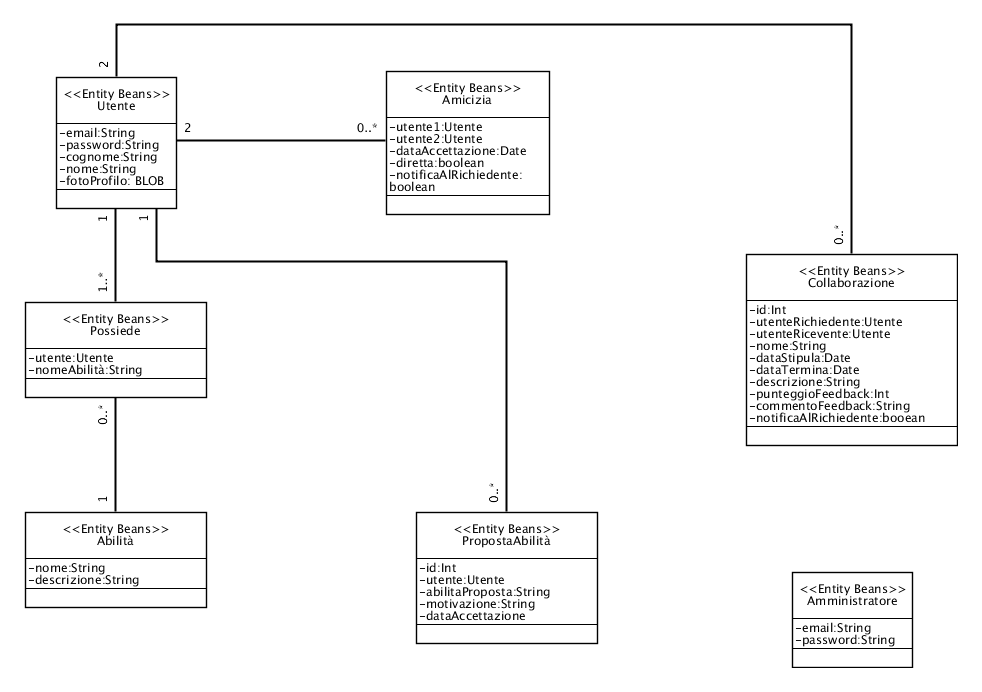 2
<<Entity Beans>>
Utente
-email:String
-password:String
-cognome:String
-nome:String
-fotoProfilo: BLOB
2
0..*
<<Entity Beans>>
Amicizia
-utente1:Utente
-utente2:Utente
-dataAccettazione:Date
-diretta:boolean
-notificaAlRichiedente:
boolean
1
1
1..*
0..*
<<Entity Beans>>
Collaborazione
-id:Int
-utenteRichiedente:Utente
-utenteRicevente:Utente
-nome:String
-dataStipula:Date
-dataTermina:Date
-descrizione:String
-punteggioFeedback:Int
-commentoFeedback:String
-notificaAlRichiedente:booean
<<Entity Beans>>
Possiede
-utente:Utente
-nomeAbilità:String
0..*
1
0..*
<<Entity Beans>>
Abilità
-nome:String
-descrizione:String
<<Entity Beans>>
PropostaAbilità
-id:Int
-utente:Utente
-abilitaProposta:String
-motivazione:String
-dataAccettazione
<<Entity Beans>>
Amministratore
-email:String
-password:String